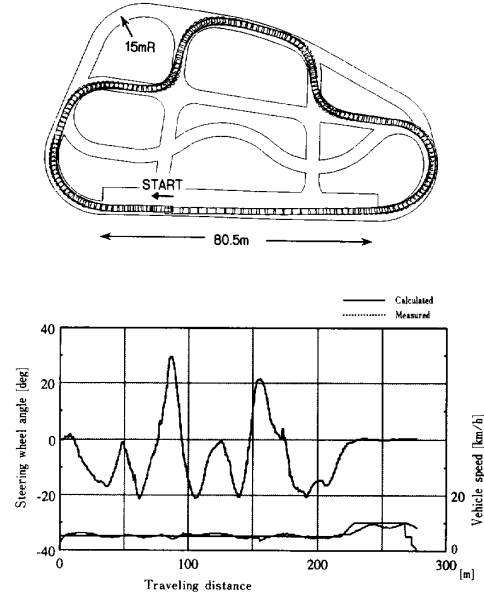 15mR
START
80.5m
Calculated
Measured
40
20
0
-20
-40
20
0
Steering wheel angle [deg]
Vehicle speed [km/h]
0
100
200
300
[m]
Traveling distance